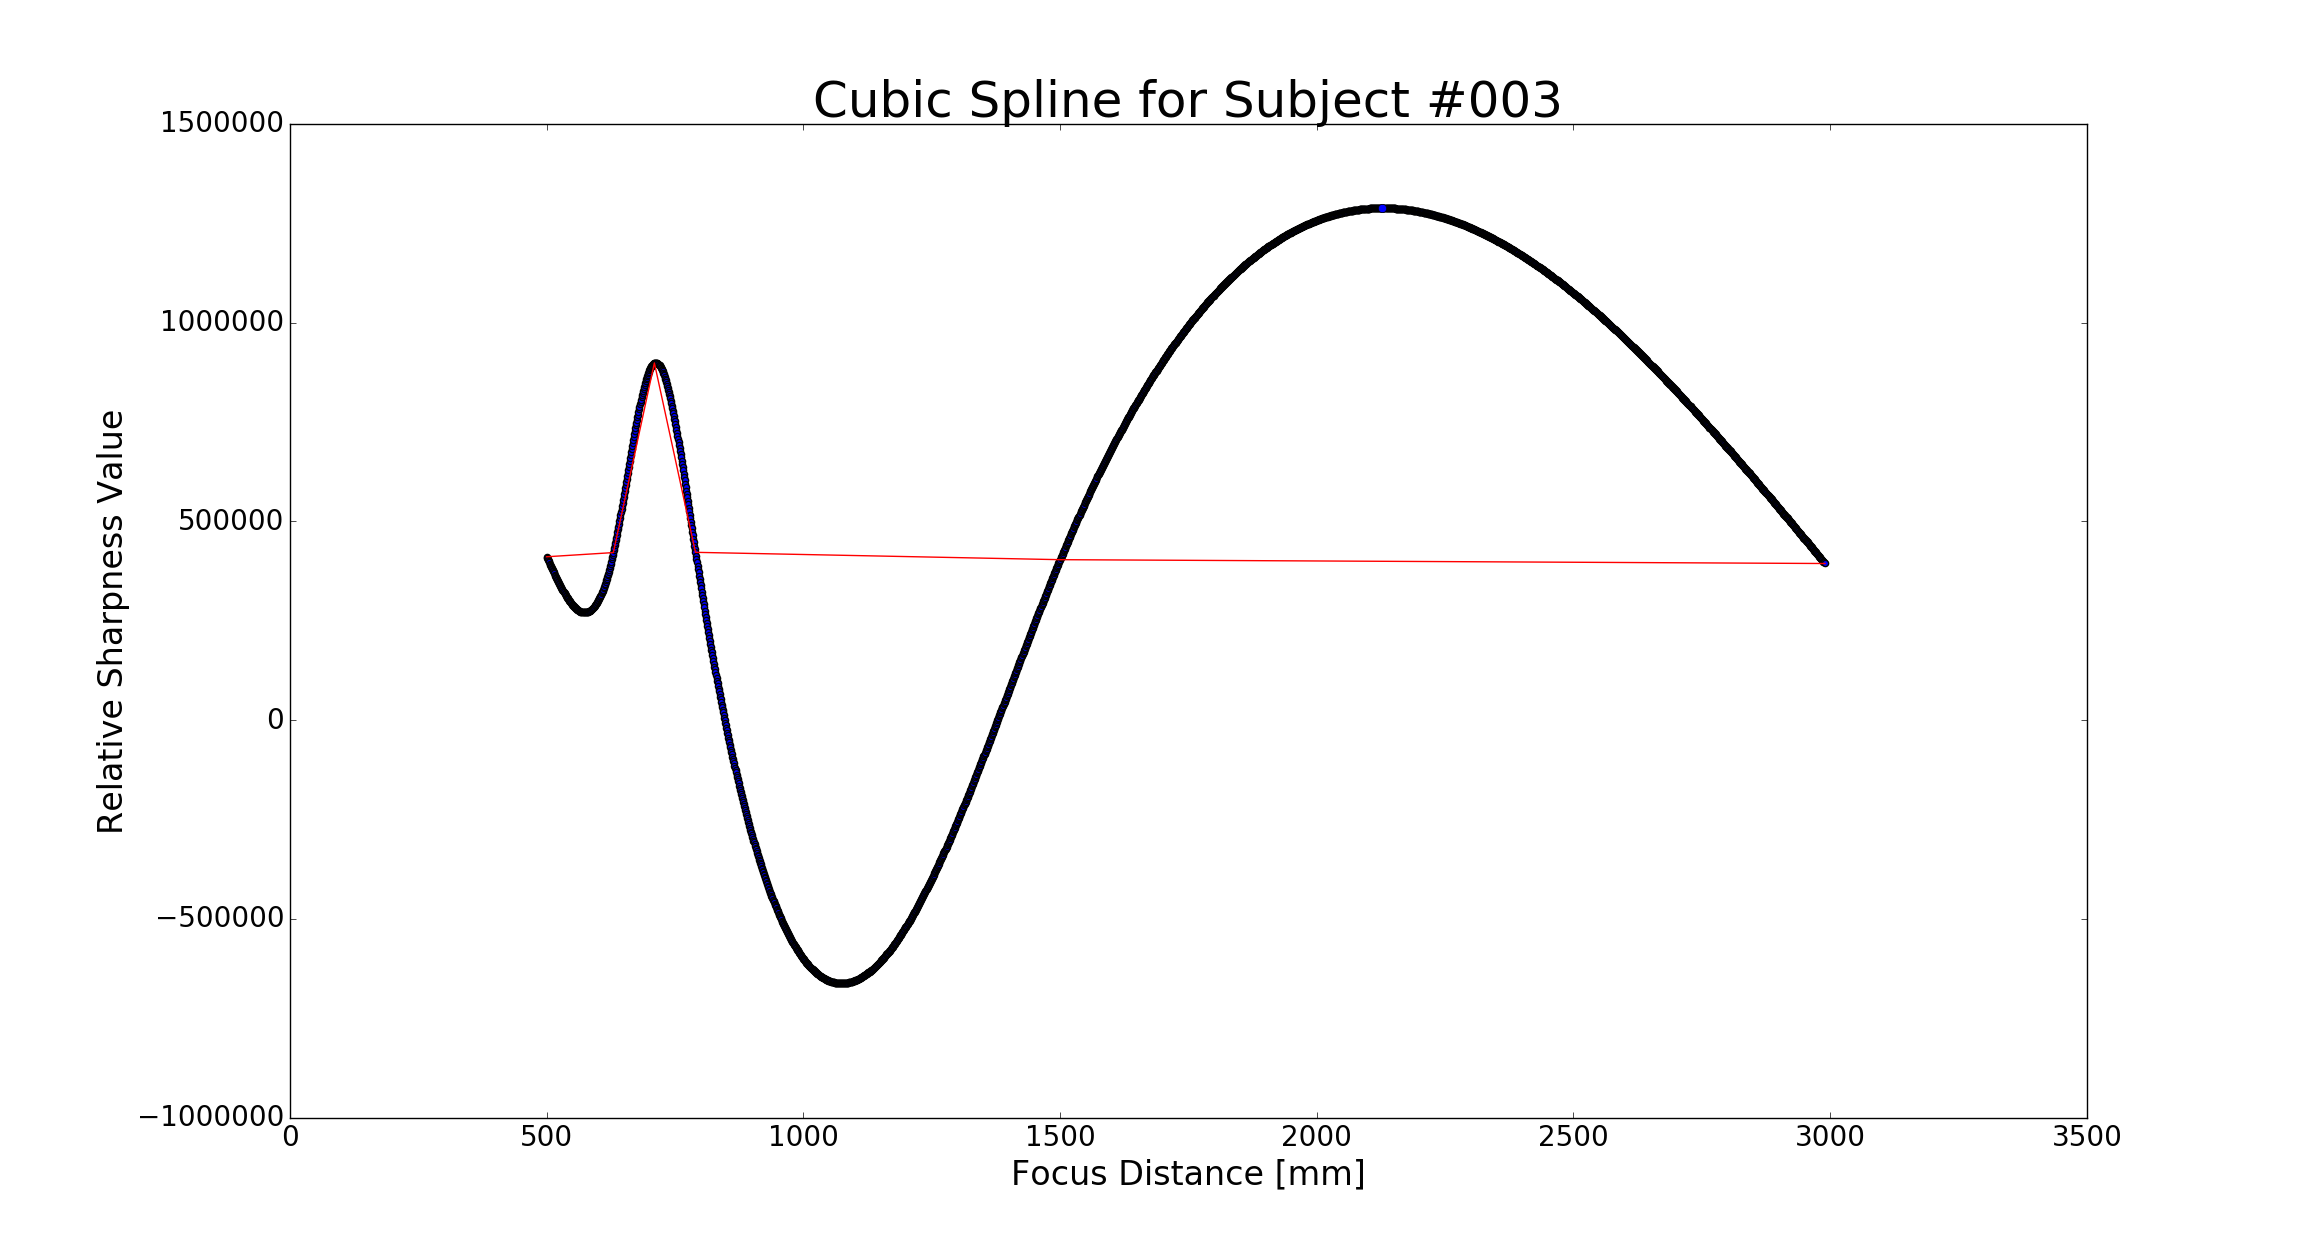 Cubic Spline for Subject #003
1500000
1000000
500000
0
−500000
−1000000
Relative Sharpness Value
0 500 1000 1500 2000 2500 3000 3500
Focus Distance [mm]